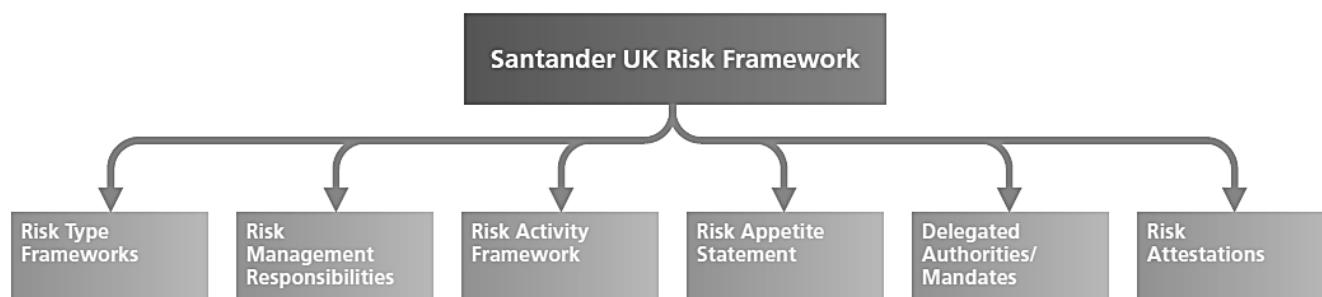 Santander UK Risk Framework
Risk Type
Frameworks
Risk
Management
Responsibilities
Risk Activity
Framework
Risk Appetite
Statement
Delegated
Authorities/
Mandates
Risk
Attestations